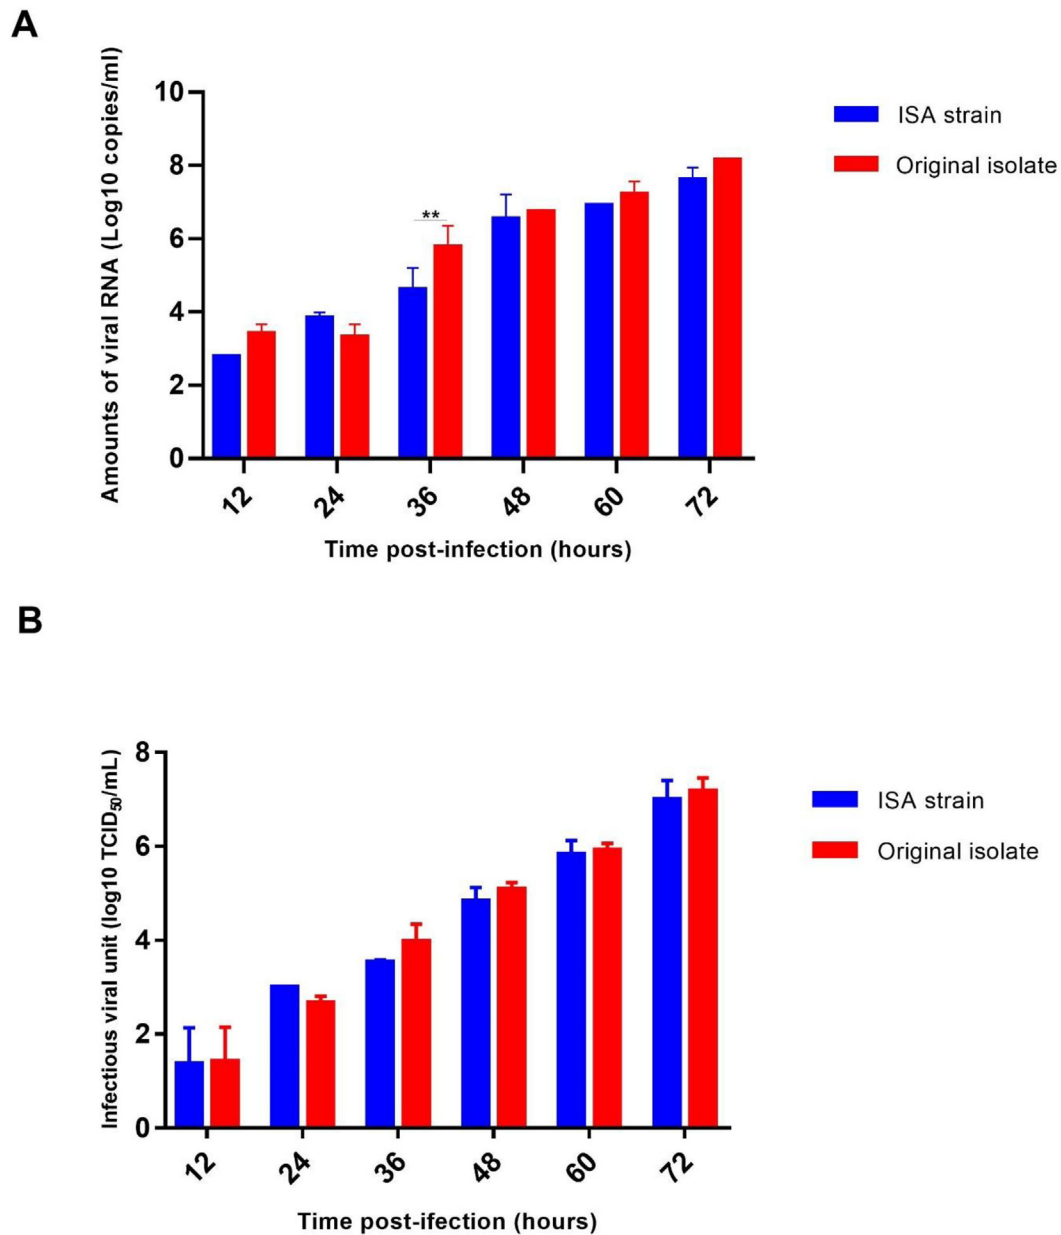 A
Amounts of viral RNA (Log10 copies/ml)
10
8
6
4
2
0
**
12
24
36
48
60
72
Time post-infection (hours)
ISA strain
Original isolate
B
Infectious viral unit (log10 TCID50/mL)
8
6
4
2
0
12
24
36
48
60
72
Time post-ifection (hours)
ISA strain
Original isolate